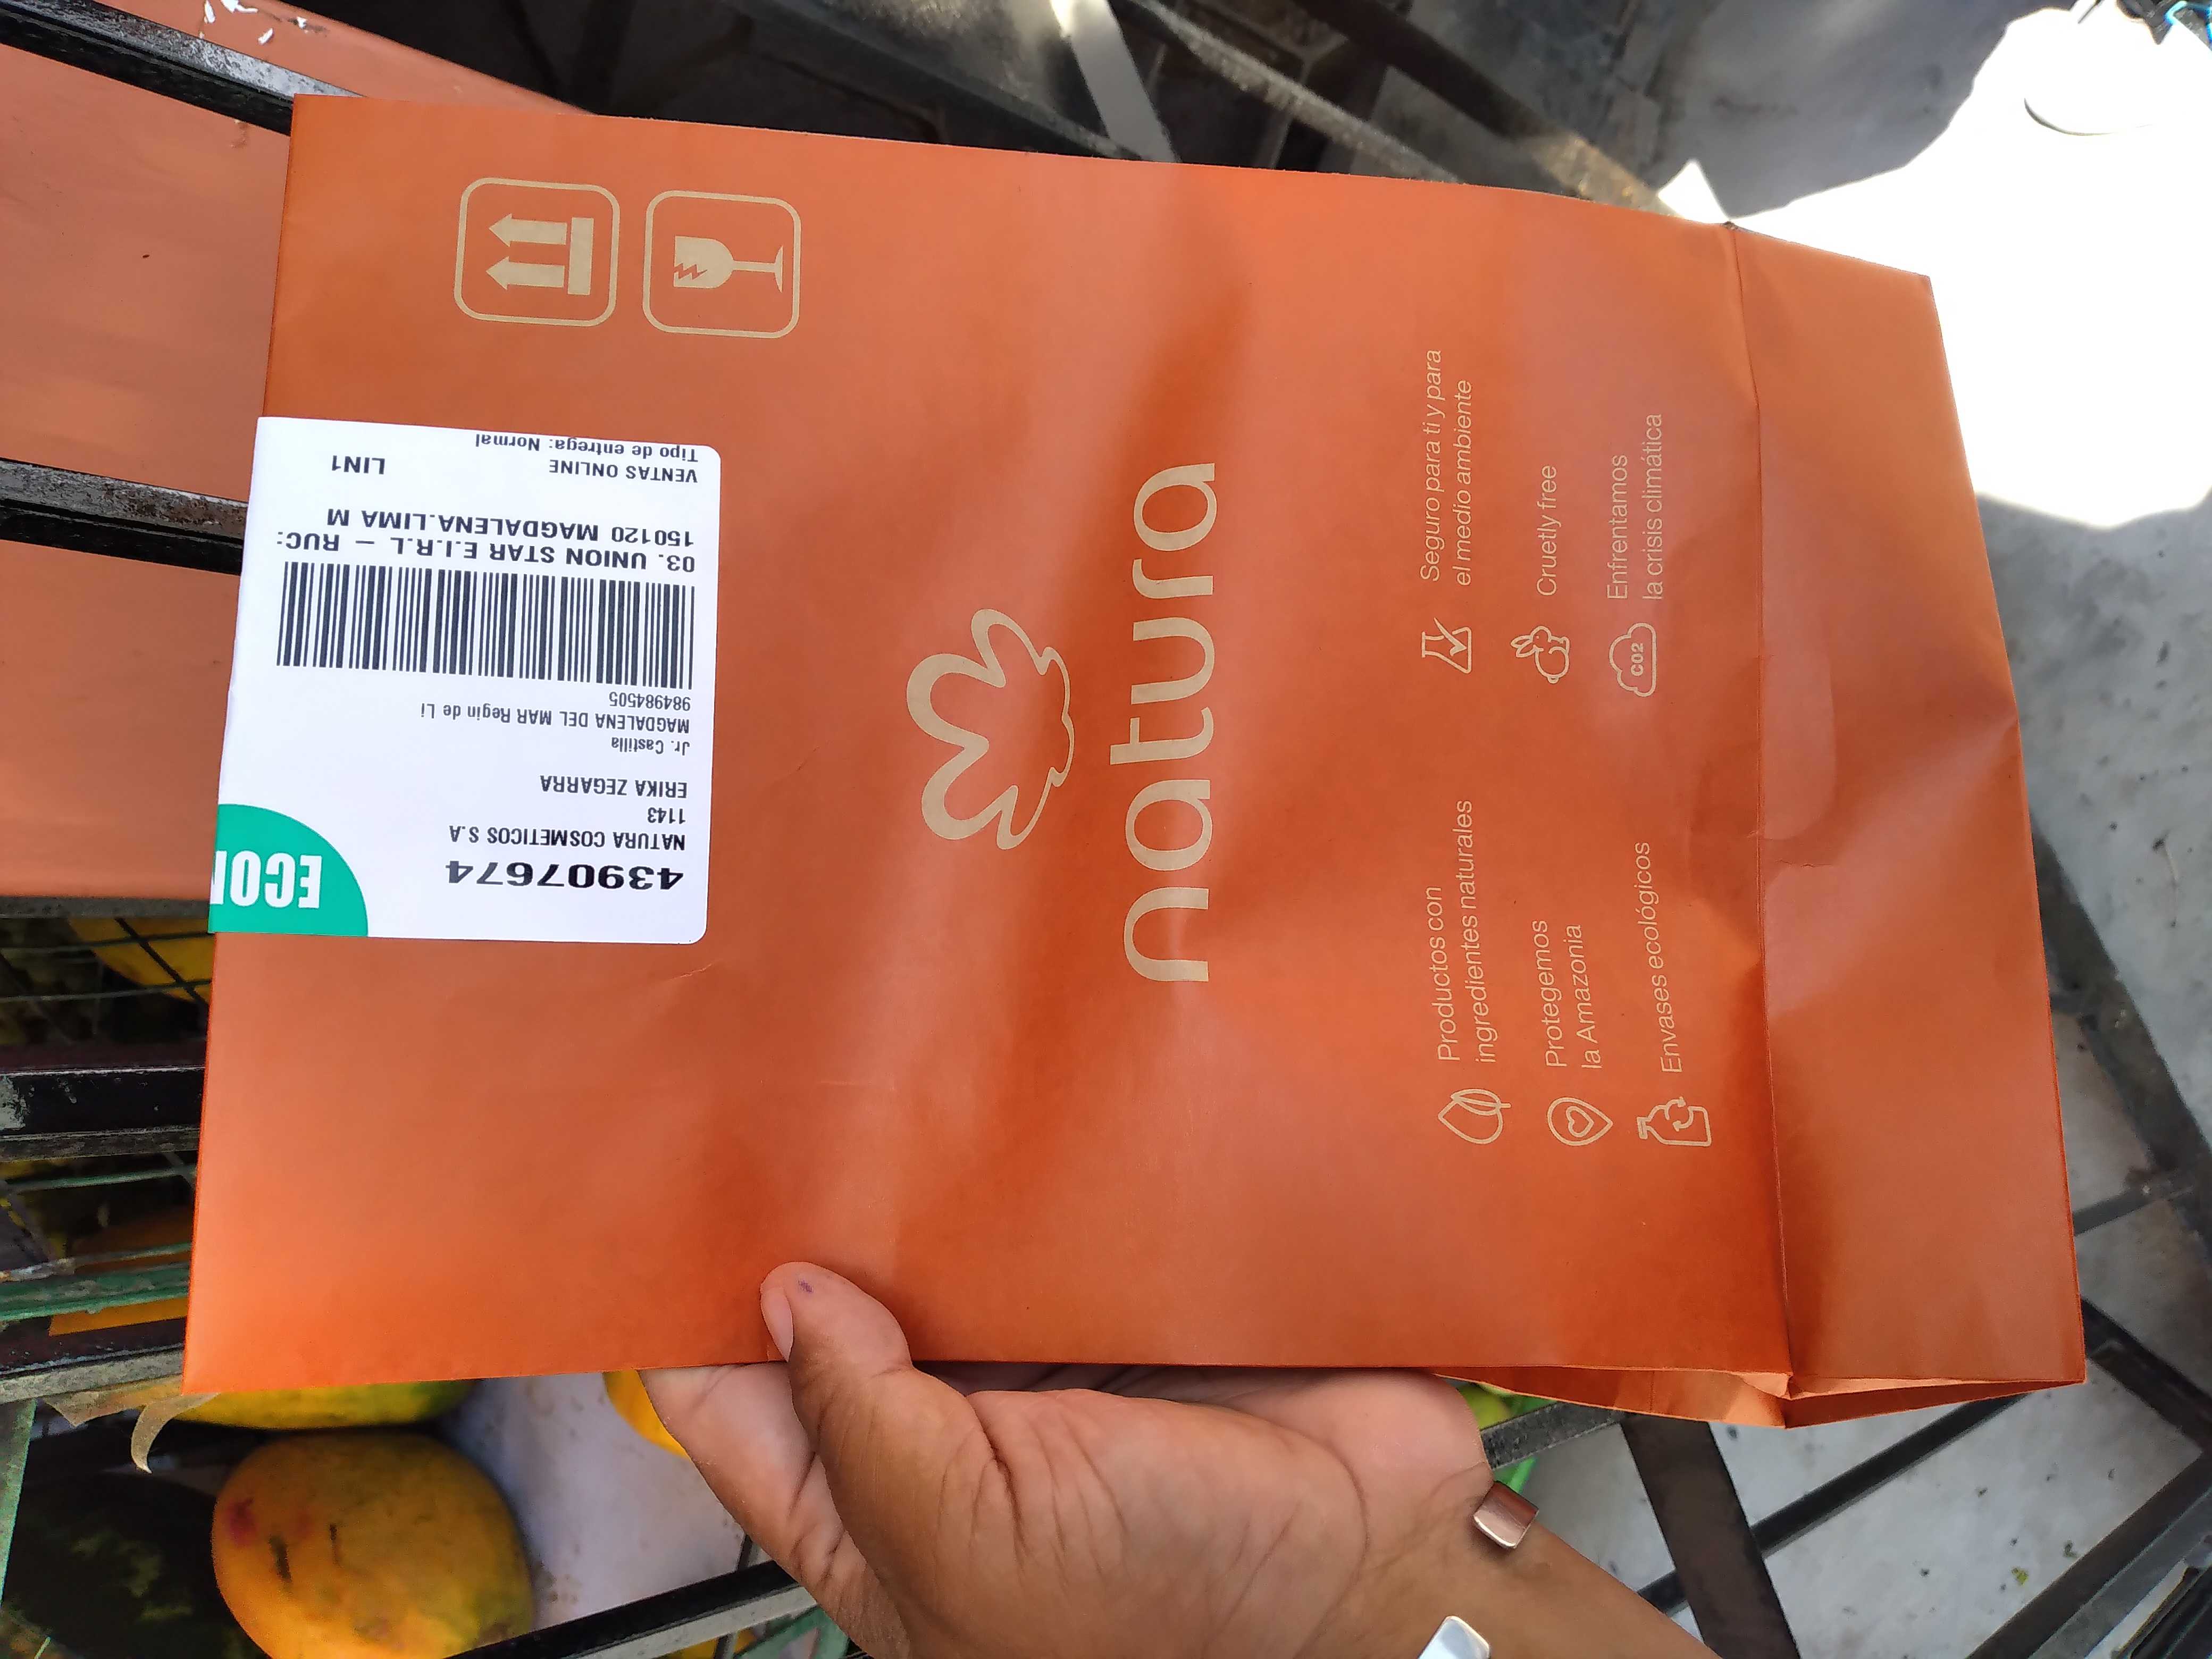 43907674
NATURA COSMETICOS S.A
1143
ERIKA ZEGARRA
Jr. Castilla
MAGDALENA DEL MAR Regin de Li
984984505
03. UNION STAR E.I.R.L – RUC:
150120 MAGDALENA.LIMA M
VENTAS ONLINE LIN1
Tipo de entrega: Normal
natura
Productos con
ingredientes naturales
Protegemos
la Amazonia
Envases ecológicos
Seguro para ti y para
el medio ambiente
Cruetly free
CO2
Enfrentamos
la crisis climática